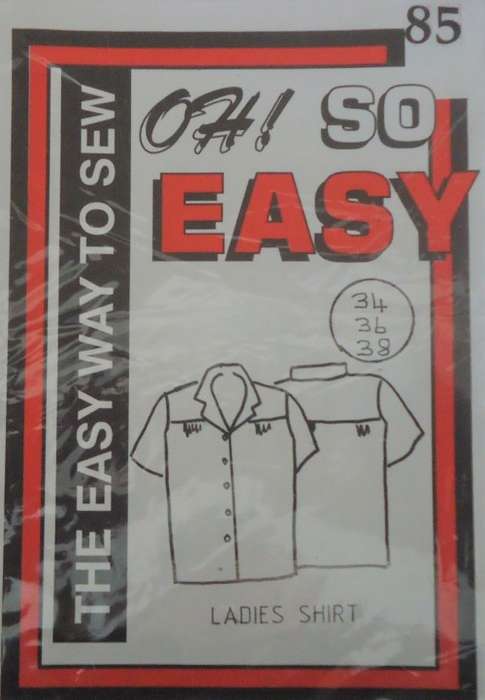 85
OH! SO
EASY
THE EASY WAY TO SEW
34
36
38
LADIES SHIRT